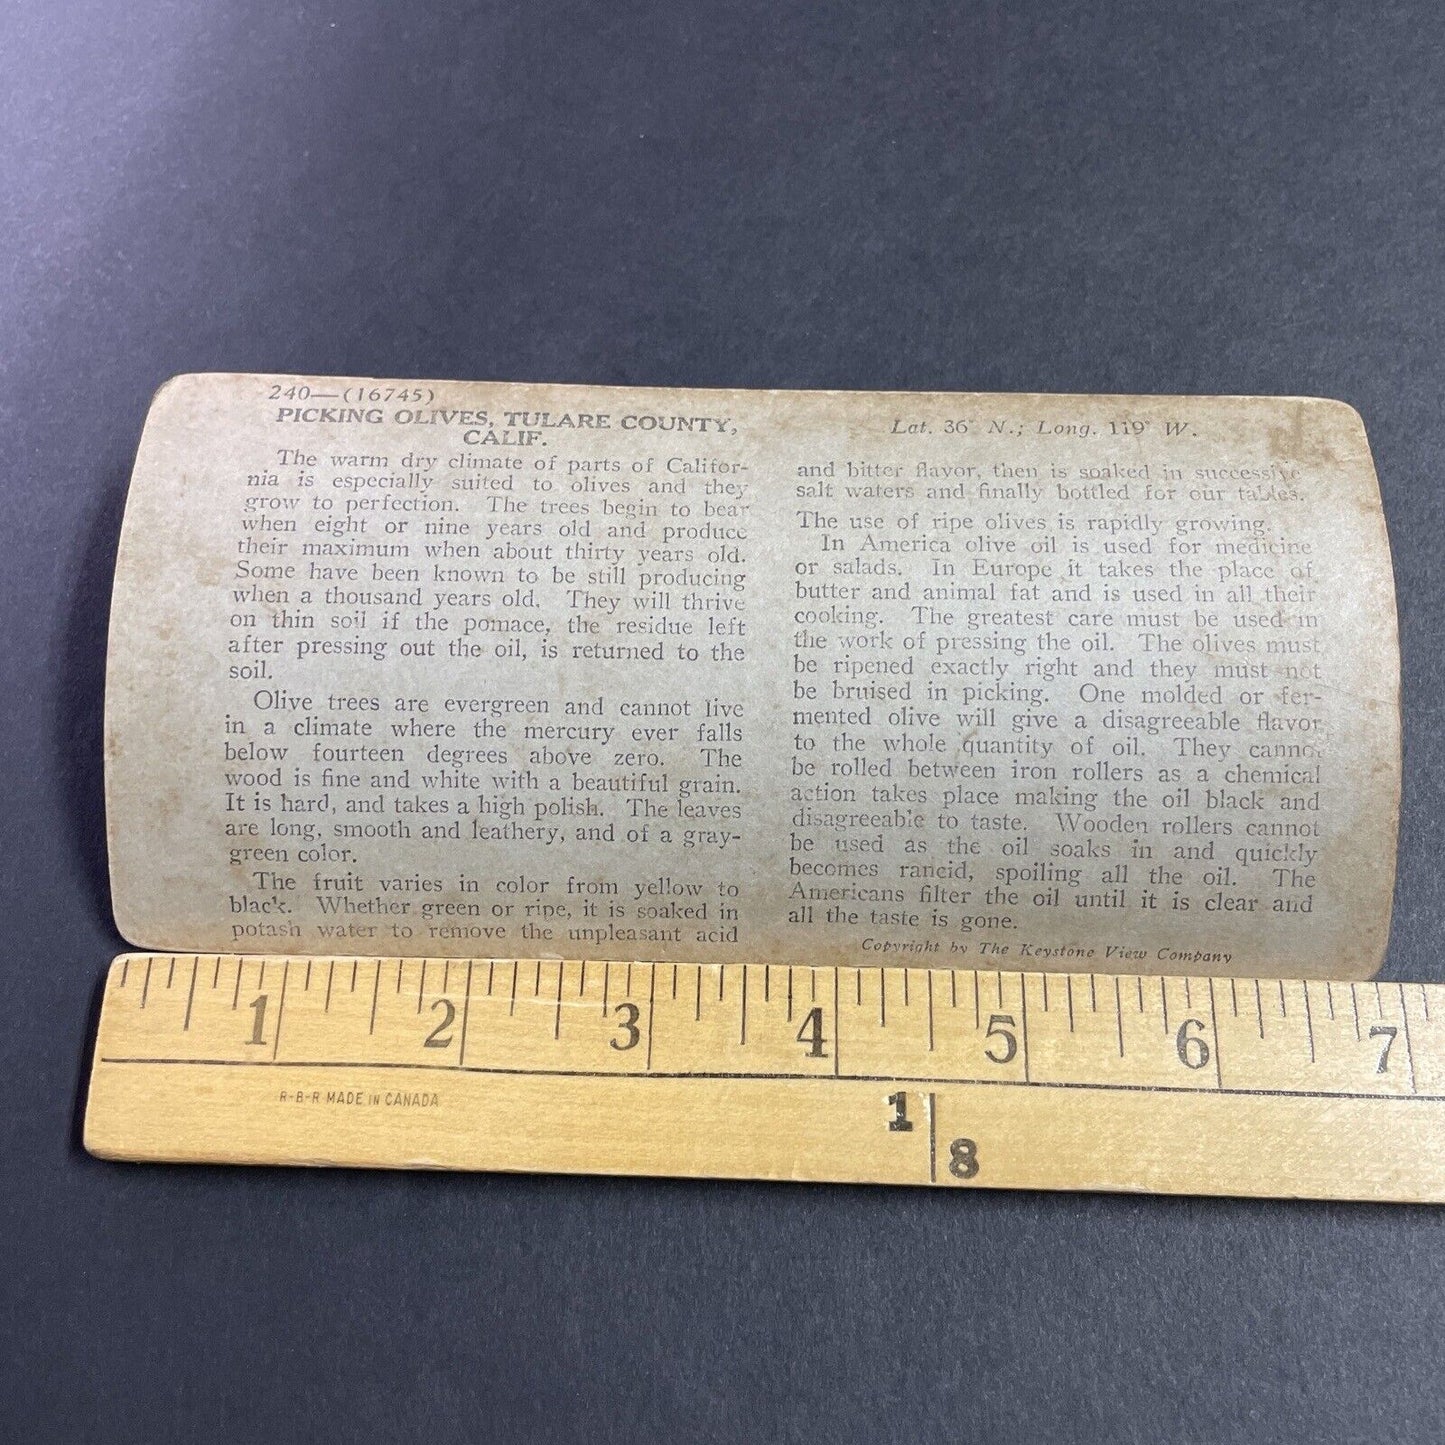 240—(16745)
PICKING OLIVES, TULARE COUNTY,
CALIF.
The warm dry climate of parts of Califor-
nia is especially suited to olives and they
grow to perfection. The trees begin to bear
when eight or nine years old and produce
their maximum when about thirty years old.
Some have been known to be still producing
when a thousand years old. They will thrive
on thin soil if the pomace, the residue left
after pressing out the oil, is returned to the
soil.
Olive trees are evergreen and cannot live
in a climate where the mercury ever falls
below fourteen degrees above zero. The
wood is fine and white with a beautiful grain.
It is hard, and takes a high polish. The leaves
are long, smooth and leathery, and of a gray-
green color.
The fruit varies in color from yellow to
black. Whether green or ripe, it is soaked in
potash water to remove the unpleasant acid
Lat. 36° N.; Long. 119° W.
and bitter flavor, then is soaked in successive
salt waters and finally bottled for our tables.
The use of ripe olives is rapidly growing.
In America olive oil is used for medicine
or salads. In Europe it takes the place of
butter and animal fat and is used in all their
cooking. The greatest care must be used in
the work of pressing the oil. The olives must
be ripened exactly right and they must not
be bruised in picking. One molded or fer-
mented olive will give a disagreeable flavor
to the whole quantity of oil. They cannot
be rolled between iron rollers as a chemical
action takes place making the oil black and
disagreeable to taste. Wooden rollers cannot
be used as the oil soaks in and quickly
becomes rancid, spoiling all the oil. The
Americans filter the oil until it is clear and
all the taste is gone.
Copyright by The Keystone View Company
1 2 3 4 5 6 7
R-B-R MADE IN CANADA
1
8